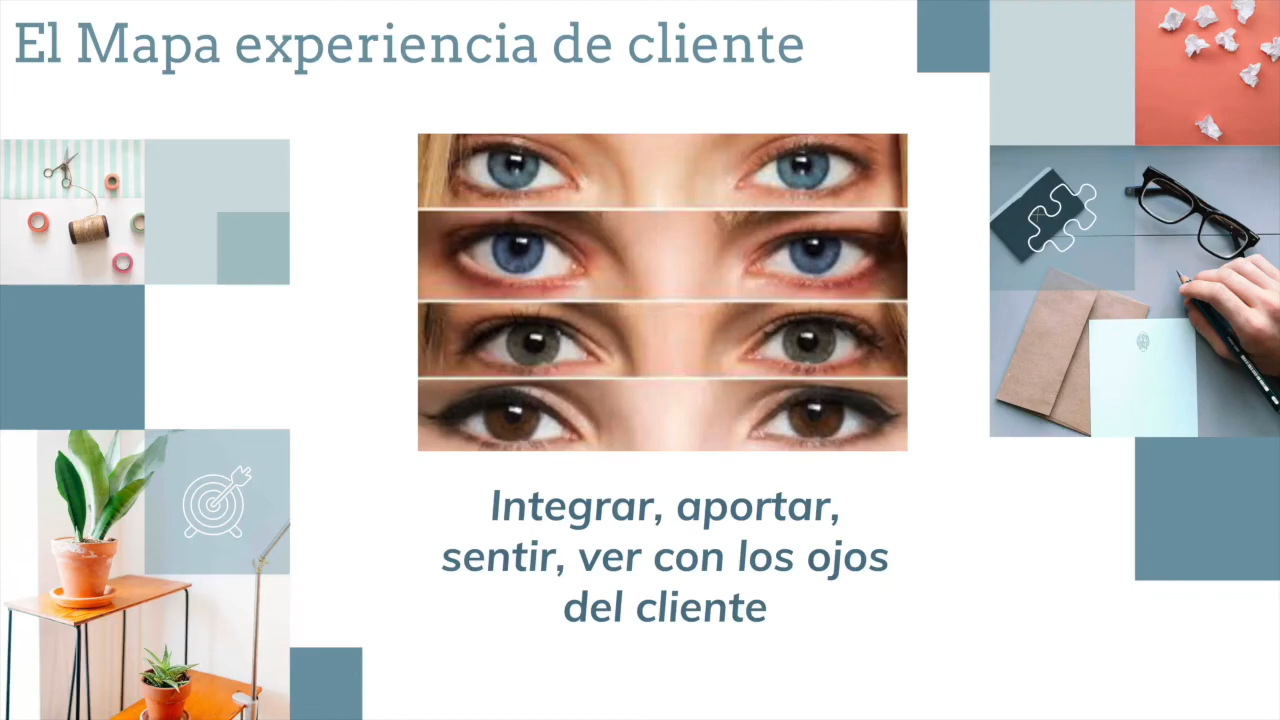 El Mapa experiencia de cliente
Integrar, aportar,
sentir, ver con los ojos
del cliente